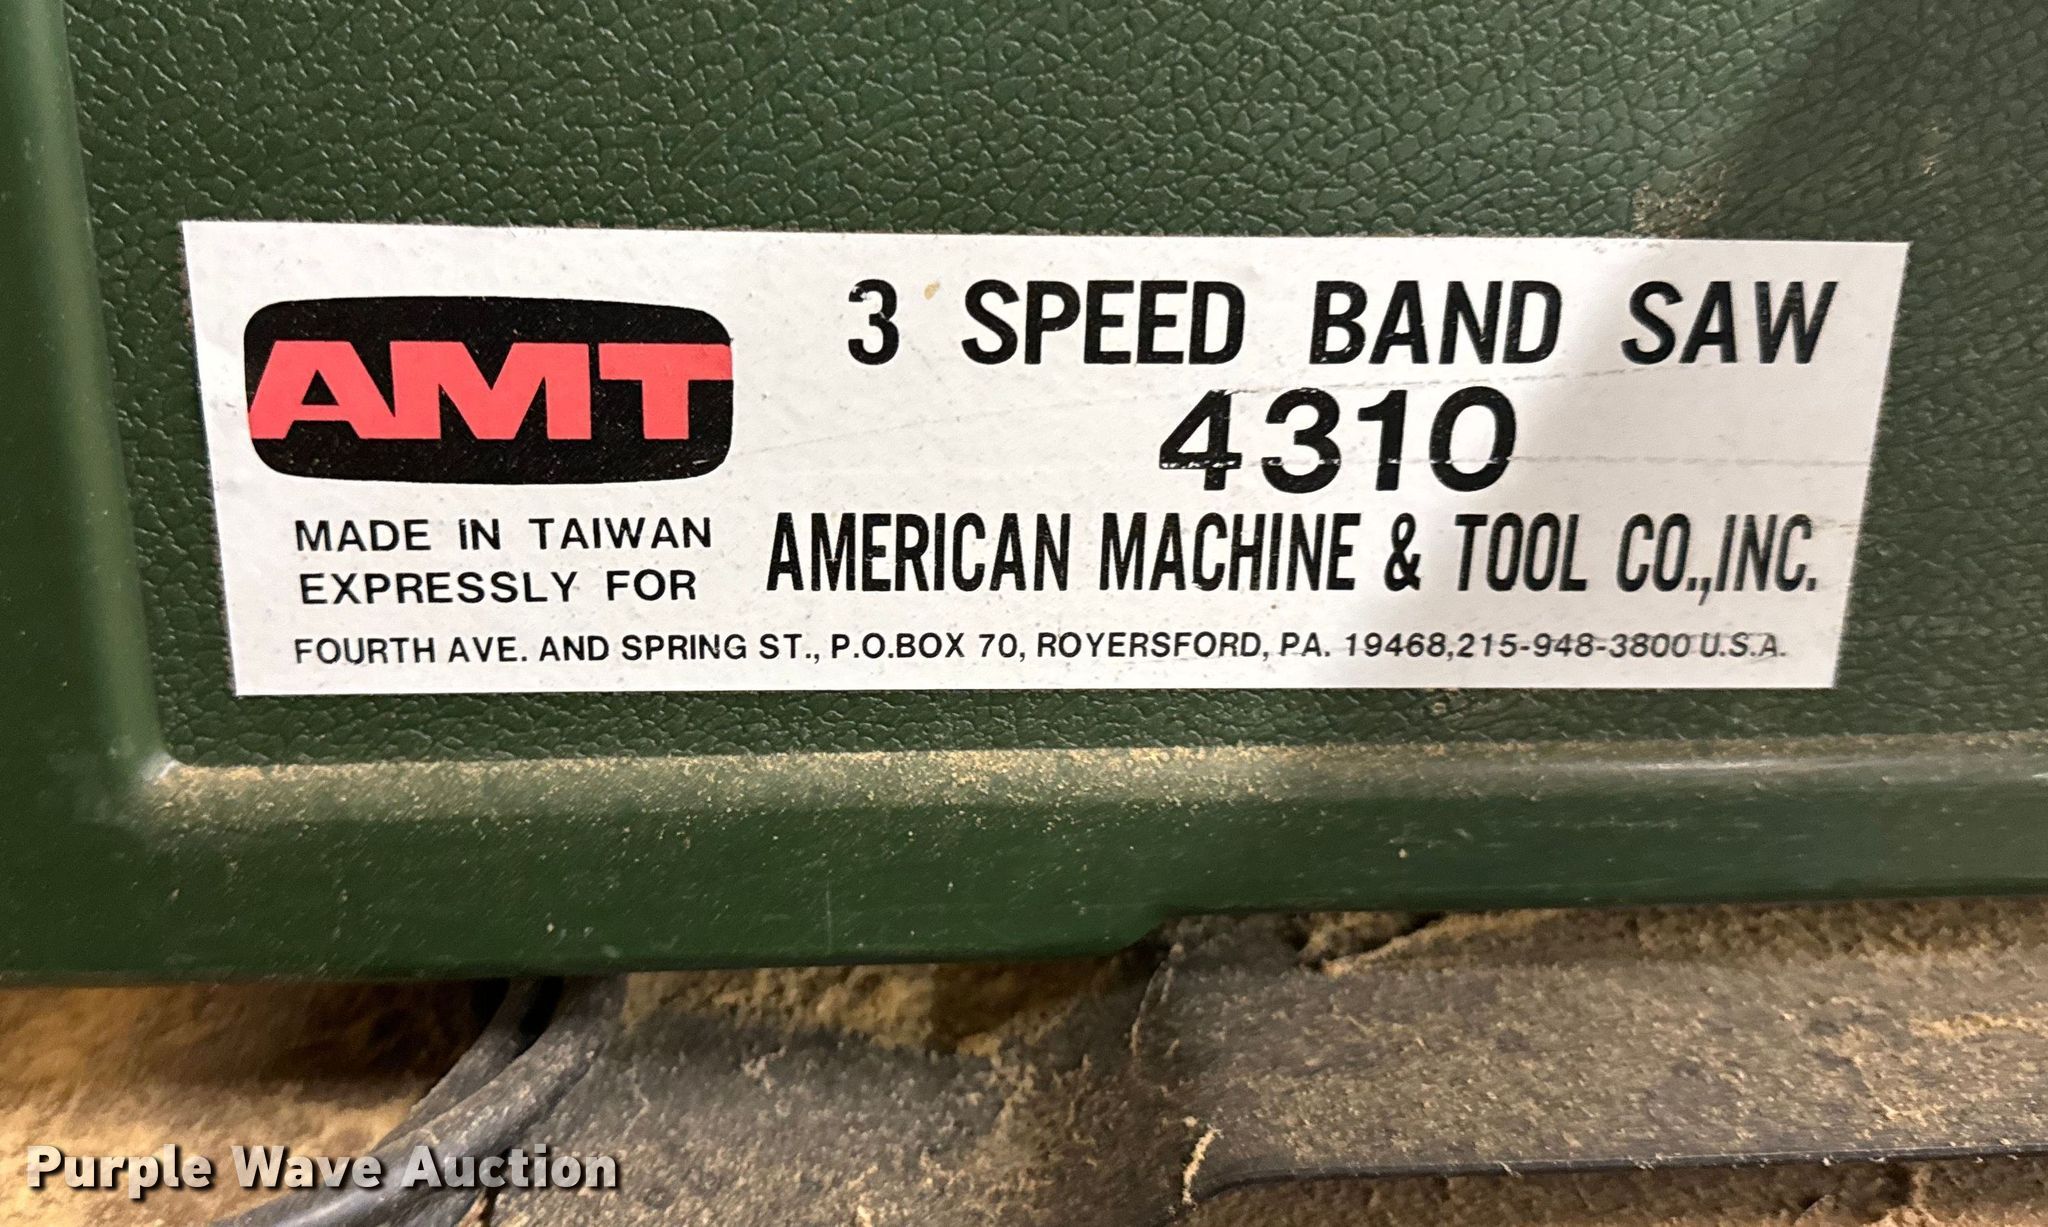 AMT
3 SPEED BAND SAW
4310
MADE IN TAIWAN
EXPRESSLY FOR
AMERICAN MACHINE & TOOL CO.,INC.
FOURTH AVE. AND SPRING ST., P.O.BOX 70, ROYERSFORD, PA. 19468,215-948-3800 U.S.A.
Purple Wave Auction